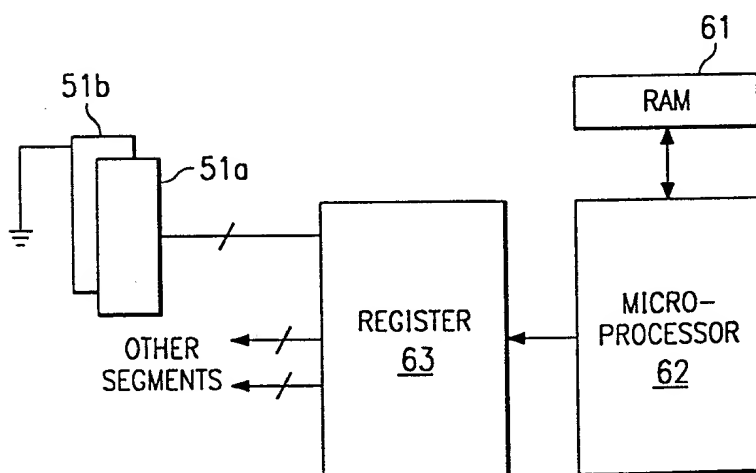 61
RAM
51b
51a
REGISTER
63
MICRO-
PROCESSOR
62
OTHER
SEGMENTS